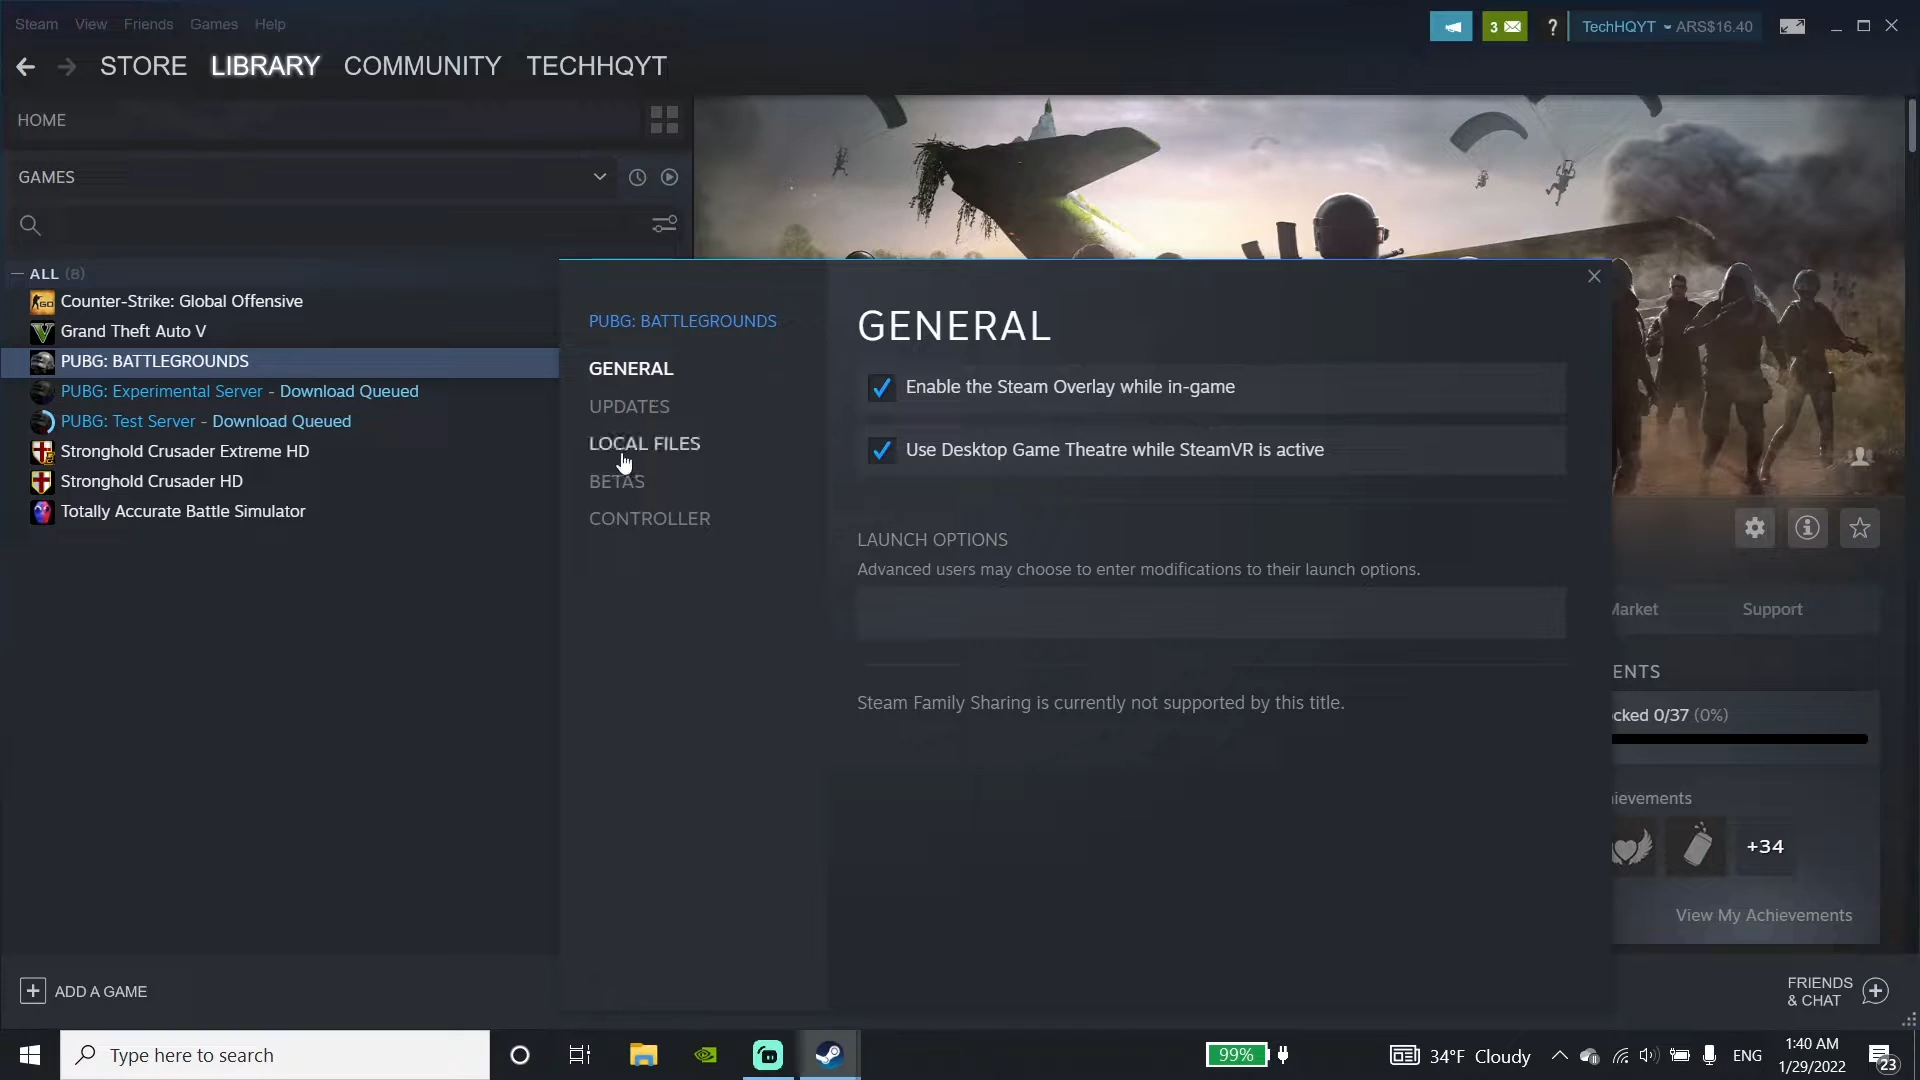 Steam View Friends Games Help
3 ? TechHQYT ARS$16.40
STORE LIBRARY COMMUNITY TECHHQYT
HOME
GAMES
ALL (8)
Counter-Strike: Global Offensive
Grand Theft Auto V
PUBG: BATTLEGROUNDS
PUBG: Experimental Server - Download Queued
PUBG: Test Server - Download Queued
Stronghold Crusader Extreme HD
Stronghold Crusader HD
Totally Accurate Battle Simulator
PUBG: BATTLEGROUNDS
GENERAL
UPDATES
LOCAL FILES
BETAS
CONTROLLER
GENERAL
Enable the Steam Overlay while in-game
Use Desktop Game Theatre while SteamVR is active
LAUNCH OPTIONS
Advanced users may choose to enter modifications to their launch options.
Steam Family Sharing is currently not supported by this title.
Market Support
ENTS
cked 0/37 (0%)
ievements
+34
View My Achievements
ADD A GAME
FRIENDS
& CHAT
Type here to search
99%
34°F Cloudy
ENG
1:40 AM
1/29/2022
23